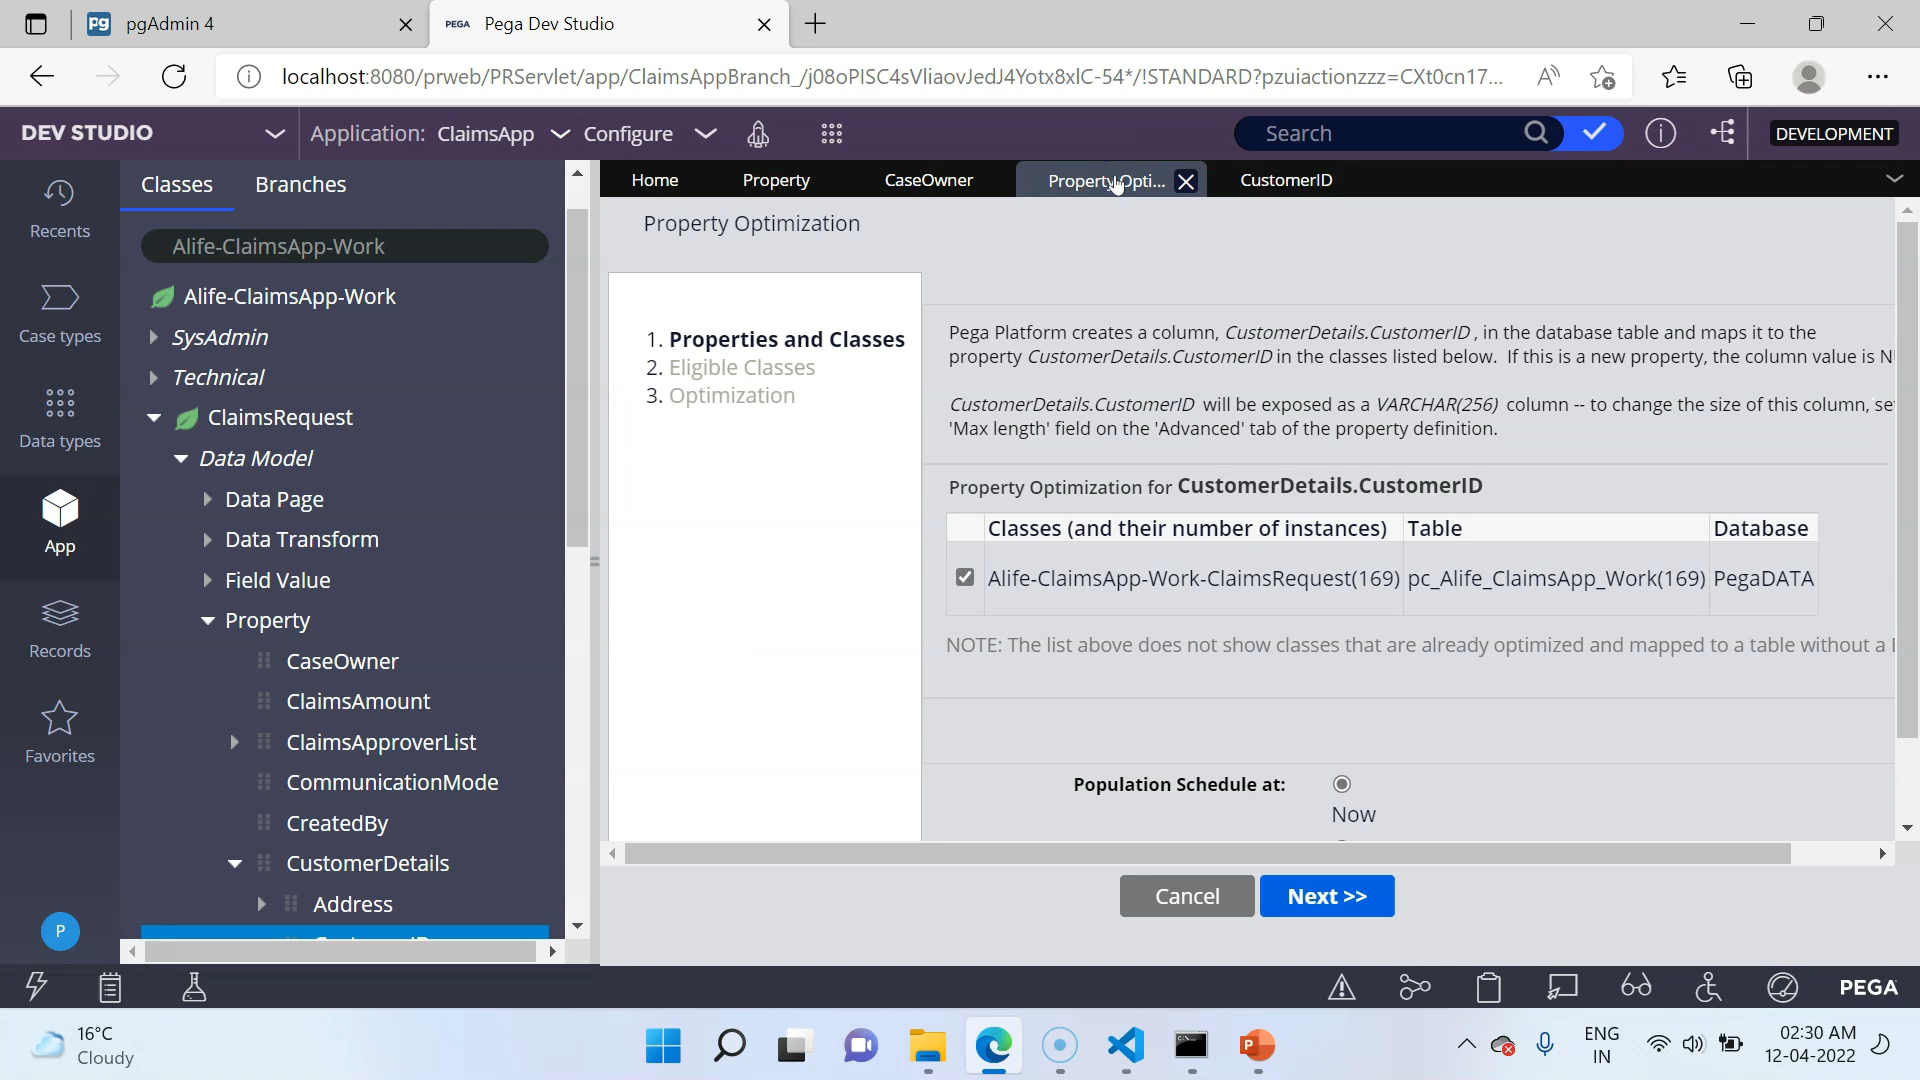 pgAdmin 4
PEGA Pega Dev Studio
localhost:8080/prweb/PRServlet/app/ClaimsAppBranch_/j08oPISC4sVliaovJedJ4Yotx8xlC-54*/!STANDARD?pzuiactionzzz=CXt0cn17...
DEV STUDIO
Application: ClaimsApp
Configure
Search
DEVELOPMENT
Recents
Case types
Data types
App
Records
Favorites
P
Classes Branches
Alife-ClaimsApp-Work
Alife-ClaimsApp-Work
SysAdmin
Technical
ClaimsRequest
Data Model
Data Page
Data Transform
Field Value
Property
CaseOwner
ClaimsAmount
ClaimsApproverList
CommunicationMode
CreatedBy
CustomerDetails
Address
Home Property CaseOwner Property Opti... CustomerID
Property Optimization
1. Properties and Classes
2. Eligible Classes
3. Optimization
Pega Platform creates a column, CustomerDetails.CustomerID, in the database table and maps it to the
property CustomerDetails.CustomerID in the classes listed below. If this is a new property, the column value is N
CustomerDetails.CustomerID will be exposed as a VARCHAR(256) column -- to change the size of this column, se
'Max length' field on the 'Advanced' tab of the property definition.
Property Optimization for CustomerDetails.CustomerID
Classes (and their number of instances) Table Database
Alife-ClaimsApp-Work-ClaimsRequest(169) pc_Alife_ClaimsApp_Work(169) PegaDATA
NOTE: The list above does not show classes that are already optimized and mapped to a table without a
Population Schedule at:
Now
Cancel Next >>
PEGA
16°C
Cloudy
ENG
IN
02:30 AM
12-04-2022